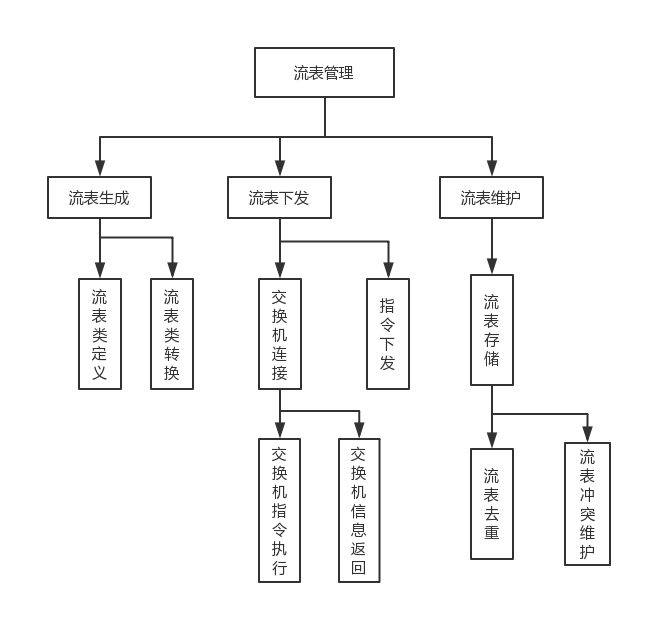 流表管理
流表生成
流表下发
流表维护
流表类定义
流表类转换
交换机连接
指令下发
流表存储
交换机指令执行
交换机信息返回
流表去重
流表冲突维护